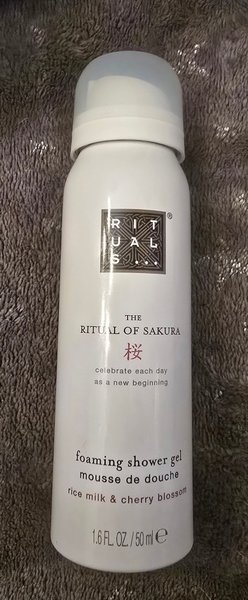 RIT
UAL
S...
®
THE
RITUAL OF SAKURA
桜
celebrate each day
as a new beginning
foaming shower gel
mousse de douche
rice milk & cherry blossom
1.6 FL. OZ. / 50 ml ℮